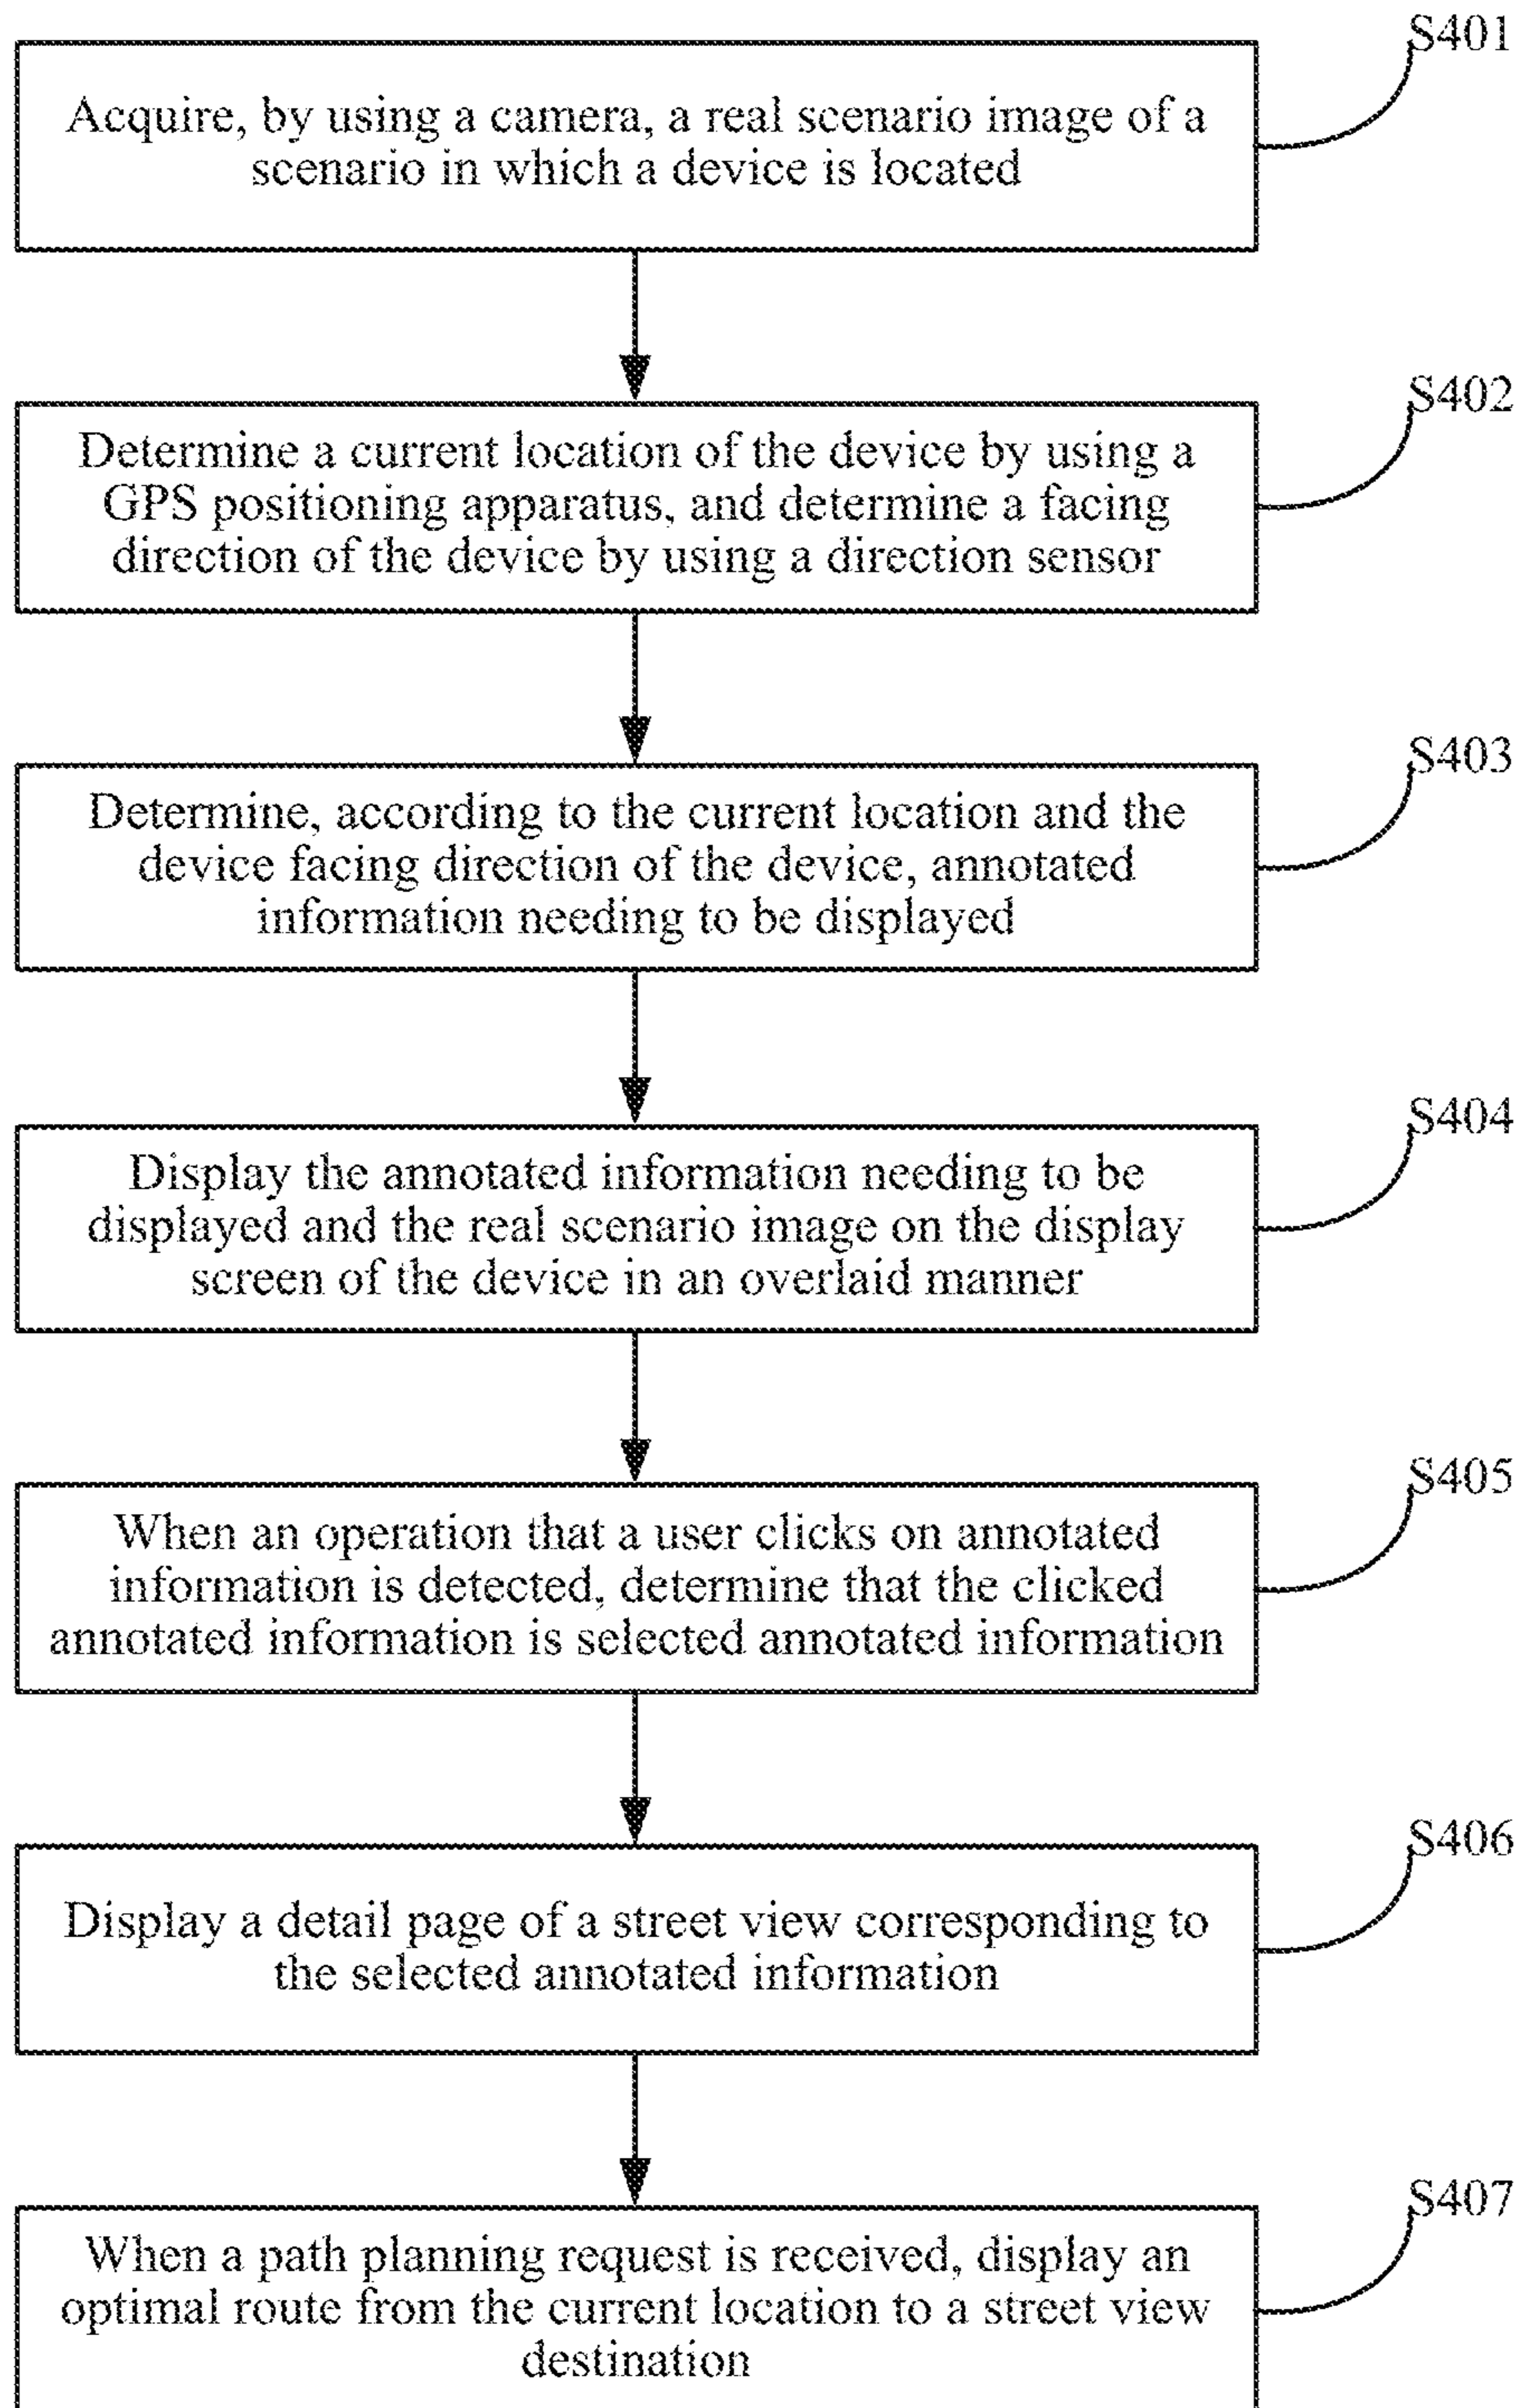 S401
Acquire, by using a camera, a real scenario image of a
scenario in which a device is located
S402
Determine a current location of the device by using a
GPS positioning apparatus, and determine a facing
direction of the device by using a direction sensor
S403
Determine, according to the current location and the
device facing direction of the device, annotated
information needing to be displayed
S404
Display the annotated information needing to be
displayed and the real scenario image on the display
screen of the device in an overlaid manner
S405
When an operation that a user clicks on annotated
information is detected, determine that the clicked
annotated information is selected annotated information
S406
Display a detail page of a street view corresponding to
the selected annotated information
S407
When a path planning request is received, display an
optimal route from the current location to a street view
destination